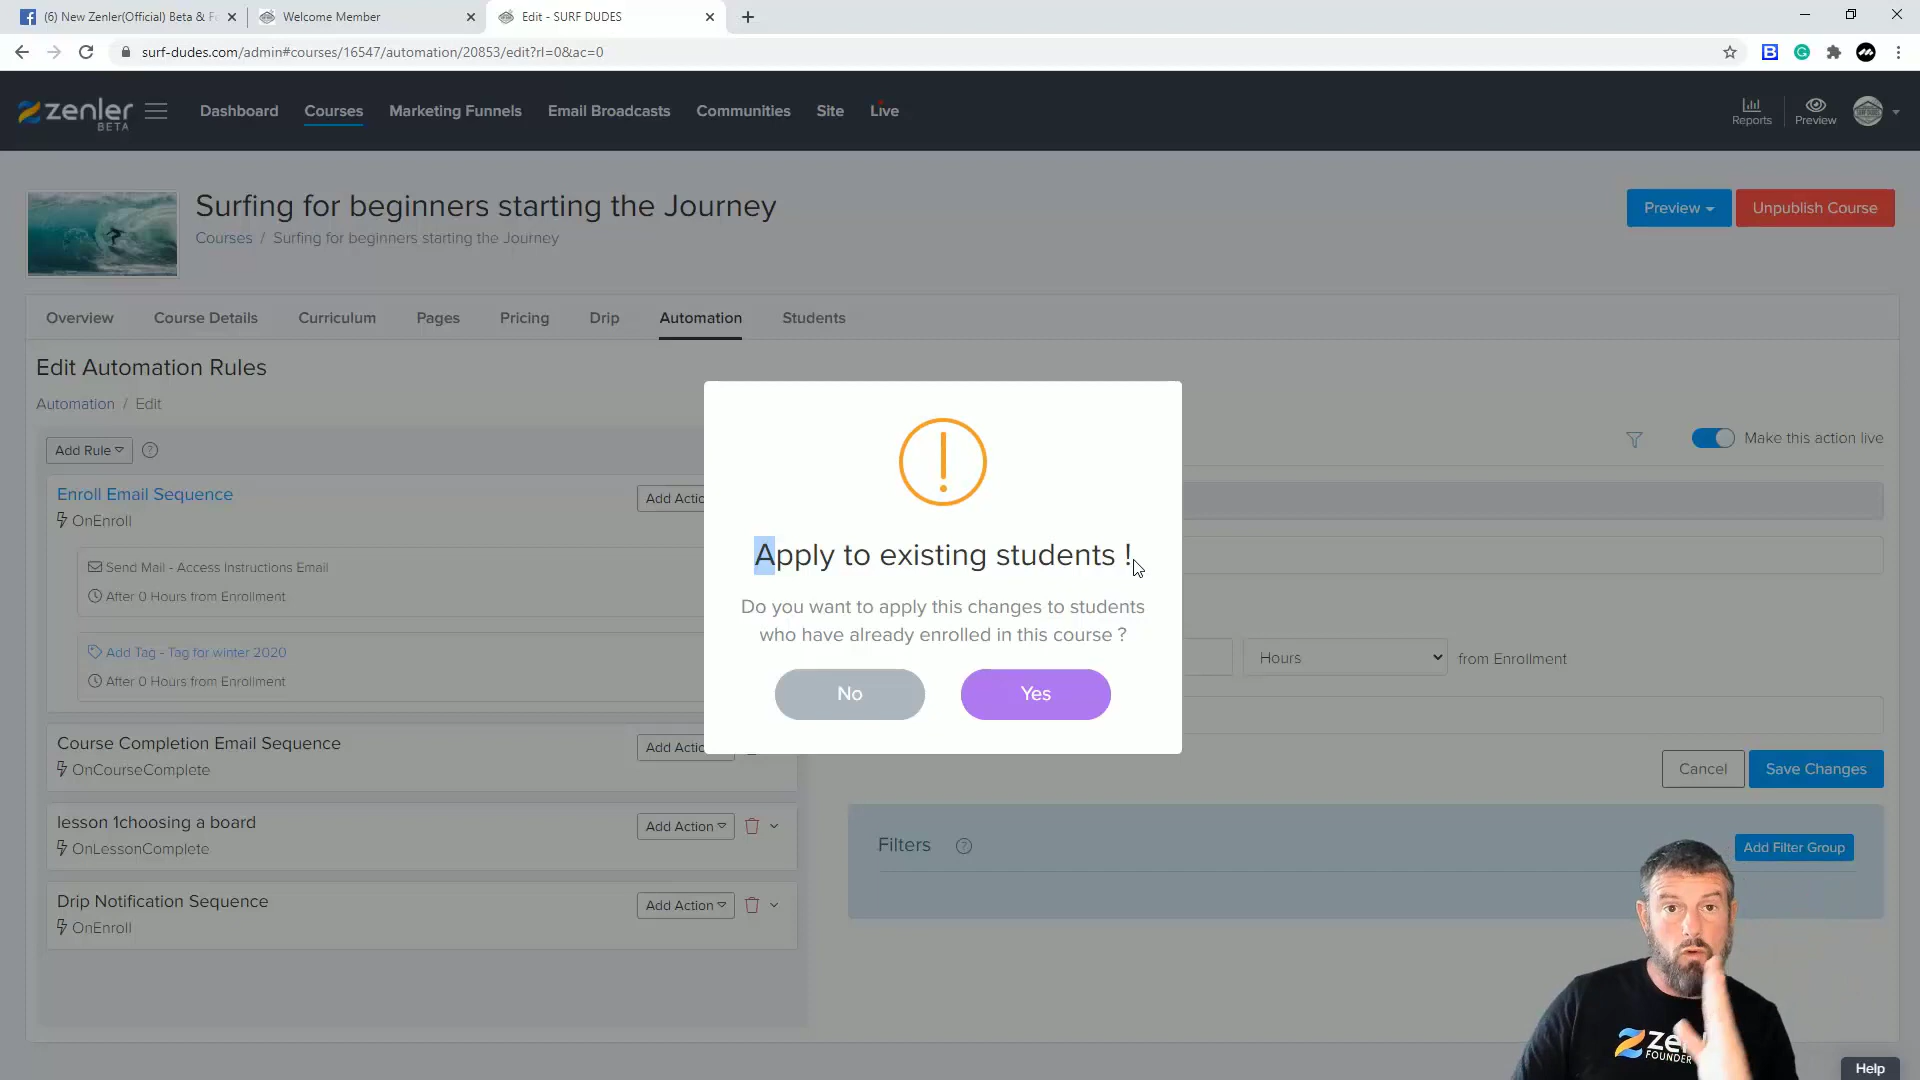 (6) New Zenler(Official) Beta & F
Welcome Member
Edit - SURF DUDES
surf-dudes.com/admin#courses/16547/automation/20853/edit?rl=0&ac=0
zenler
BETA
Dashboard
Courses
Marketing Funnels
Email Broadcasts
Communities
Site
Live
Reports
Preview
Surfing for beginners starting the Journey
Courses / Surfing for beginners starting the Journey
Preview
Unpublish Course
Overview
Course Details
Curriculum
Pages
Pricing
Drip
Automation
Students
Edit Automation Rules
Automation / Edit
Add Rule
Make this action live
Enroll Email Sequence
Add Actio
OnEnroll
Send Mail - Access Instructions Email
After 0 Hours from Enrollment
Add Tag - Tag for winter 2020
After 0 Hours from Enrollment
Course Completion Email Sequence
Add Actio
OnCourseComplete
lesson 1choosing a board
Add Action
OnLessonComplete
Drip Notification Sequence
Add Action
OnEnroll
Apply to existing students !
Do you want to apply this changes to students
who have already enrolled in this course ?
No
Yes
Hours
from Enrollment
Cancel
Save Changes
Filters
Add Filter Group
Zen
FOUNDER
Help